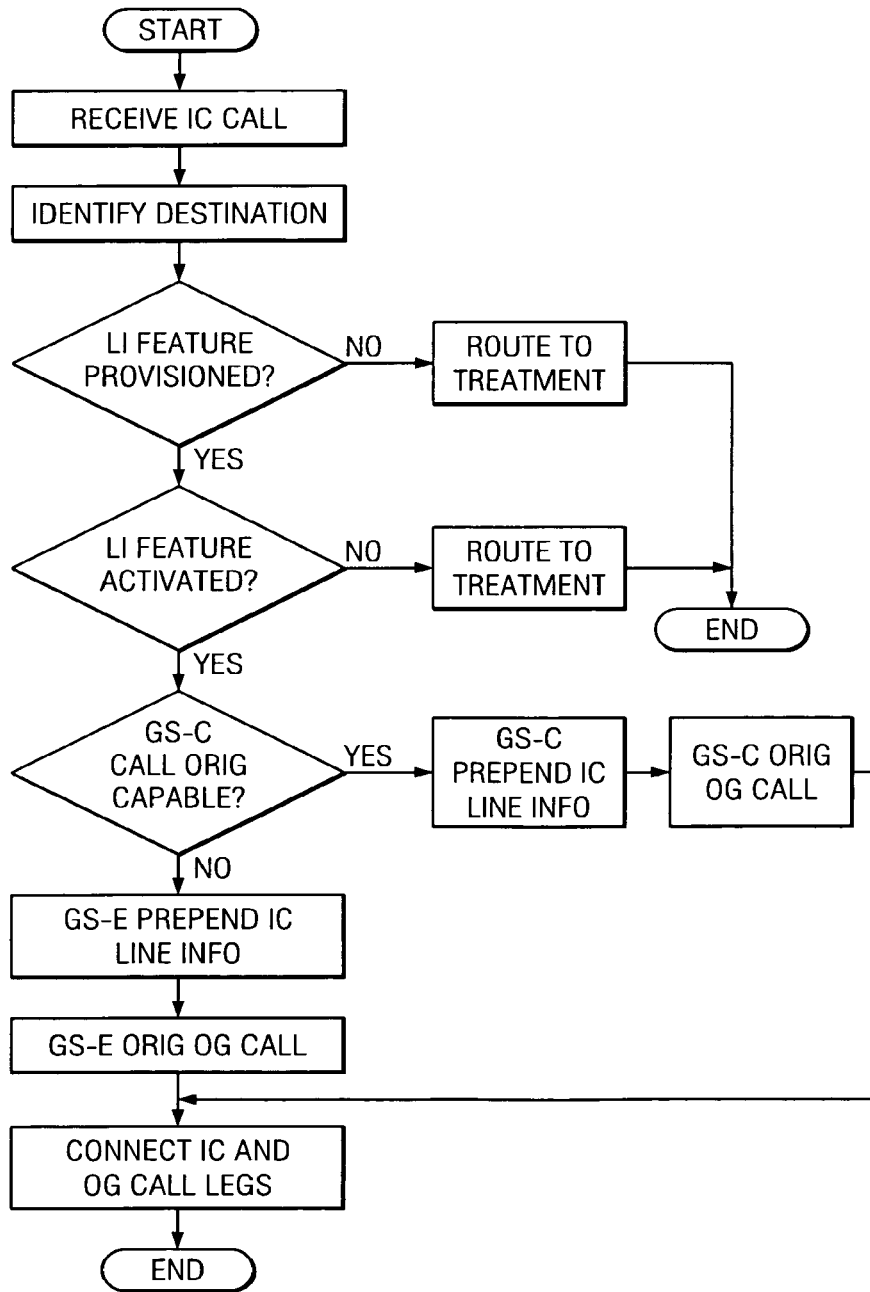 START
RECEIVE IC CALL
IDENTIFY DESTINATION
LI FEATURE
PROVISIONED?
NO
ROUTE TO
TREATMENT
YES
LI FEATURE
ACTIVATED?
NO
ROUTE TO
TREATMENT
END
YES
GS-C
CALL ORIG
CAPABLE?
YES
GS-C
PREPEND IC
LINE INFO
GS-C ORIG
OG CALL
NO
GS-E PREPEND IC
LINE INFO
GS-E ORIG OG CALL
CONNECT IC AND
OG CALL LEGS
END